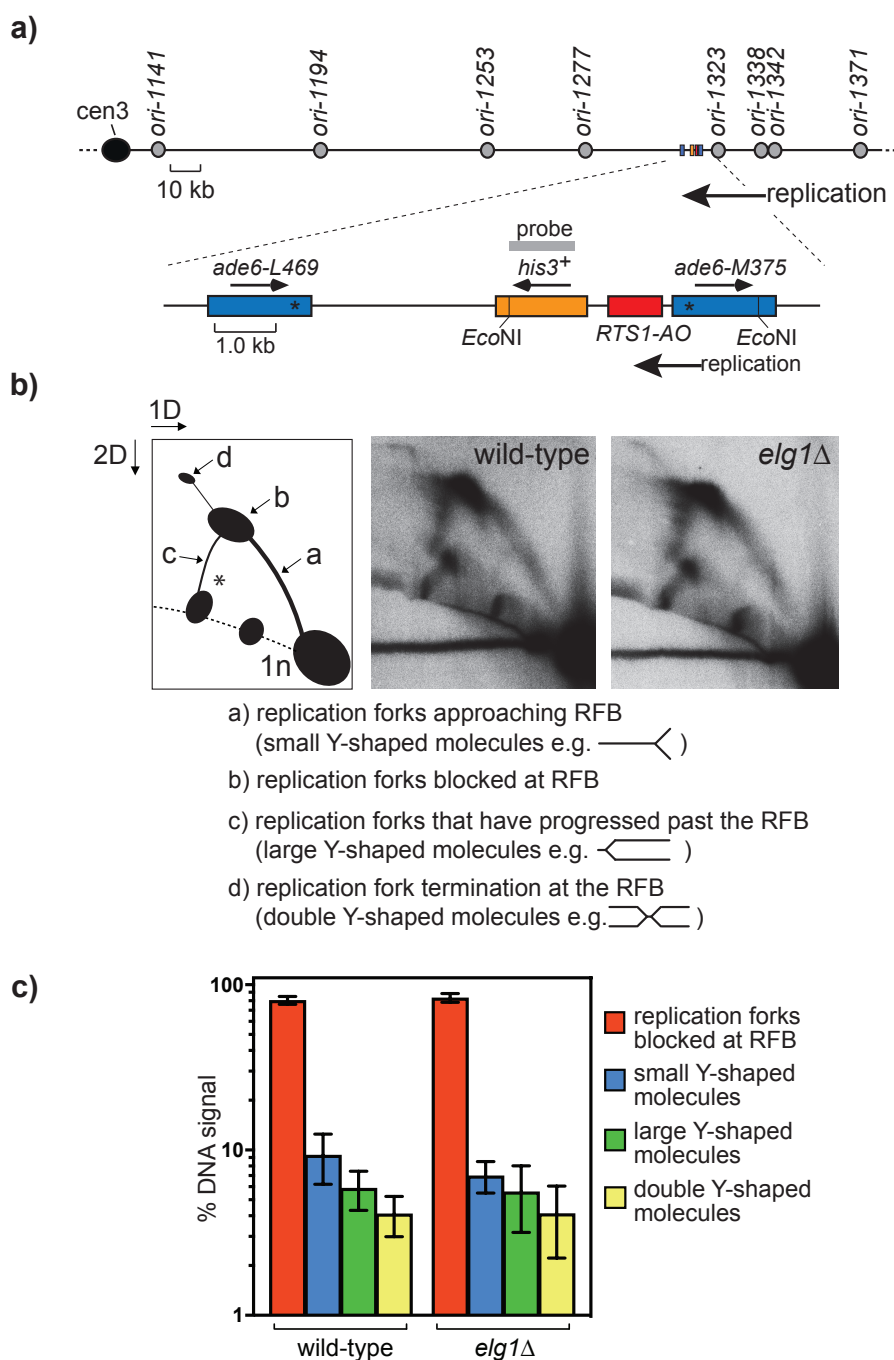 a)
cen3
ori-1141
ori-1194
ori-1253
ori-1277
ori-1323
ori-1338
ori-1342
ori-1371
10 kb
replication
probe
ade6-L469
his3+
ade6-M375
*
*
1.0 kb
EcoNI
RTS1-AO
EcoNI
replication
b)
1D
2D
d
b
c
a
*
1n
wild-type
elg1Δ
a) replication forks approaching RFB
(small Y-shaped molecules e.g. )
b) replication forks blocked at RFB
c) replication forks that have progressed past the RFB
(large Y-shaped molecules e.g. )
d) replication fork termination at the RFB
(double Y-shaped molecules e.g. )
c)
% DNA signal
100
10
1
wild-type
elg1Δ
replication forks
blocked at RFB
small Y-shaped
molecules
large Y-shaped
molecules
double Y-shaped
molecules